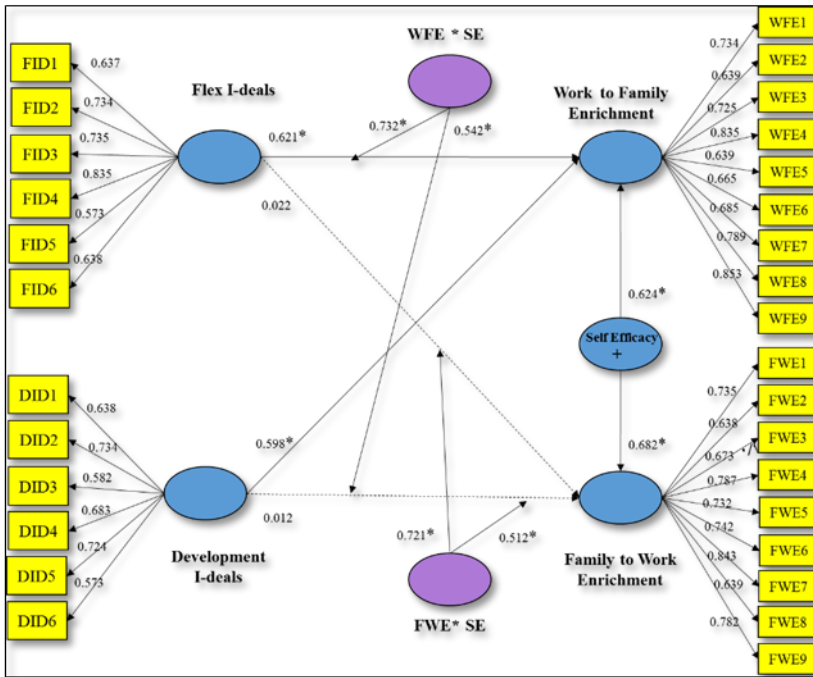 FID1
FID2
FID3
FID4
FID5
FID6
0.637
0.734
0.735
0.835
0.573
0.638
Flex I-deals
0.621*
0.022
WFE * SE
0.732*
0.542*
Work to Family
Enrichment
0.734
0.639
0.725
0.835
0.639
0.665
0.685
0.789
0.853
WFE1
WFE2
WFE3
WFE4
WFE5
WFE6
WFE7
WFE8
WFE9
0.624*
Self Efficacy
+
0.682*
DID1
DID2
DID3
DID4
DID5
DID6
0.638
0.734
0.582
0.683
0.724
0.573
0.598*
0.012
Development
I-deals
0.721*
0.512*
FWE* SE
Family to Work
Enrichment
0.735
0.638
0.673
0.787
0.732
0.742
0.843
0.639
0.782
FWE1
FWE2
FWE3
FWE4
FWE5
FWE6
FWE7
FWE8
FWE9